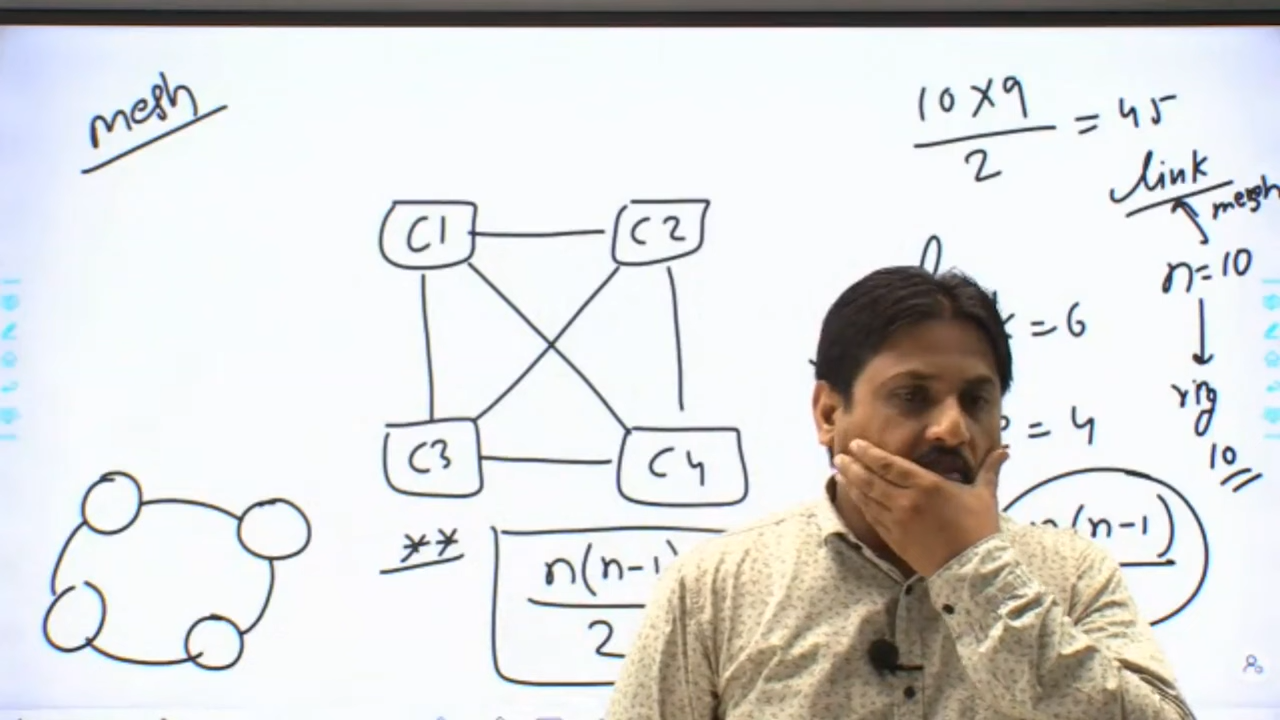 mesh
10 X 9
2
= 45
link
mesh
n=10
ring
10
= 6
= 4
C1
C2
C3
C4
**
n(n-1)
2
n(n-1)